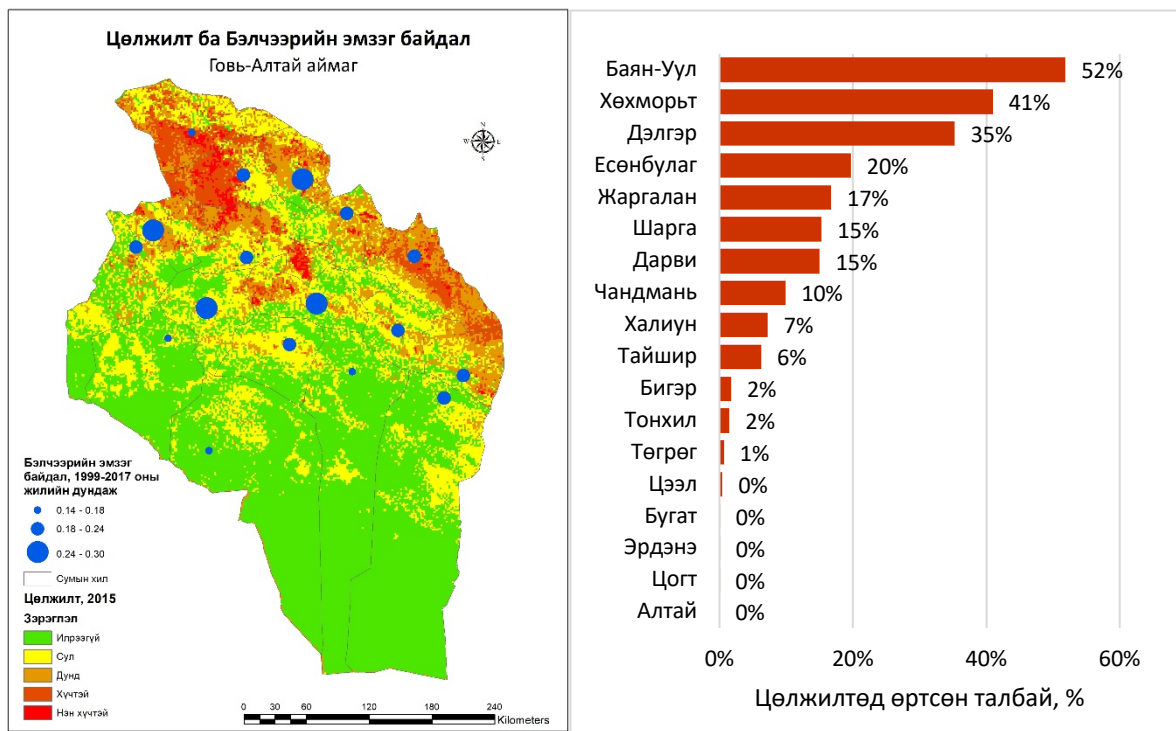 Цөлжилт ба Бэлчээрийн эмзэг байдал
Говь-Алтай аймаг
N
W E
S
Бэлчээрийн эмзэг
байдал, 1999-2017 оны
жилийн дундаж
0.14 - 0.18
0.18 - 0.24
0.24 - 0.30
Сумын хил
Цөлжилт, 2015
Зэрэглэл
Илрээгүй
Сул
Дунд
Хүчтэй
Нэн хүчтэй
0 30 60 120 180 240
Kilometers
Баян-Уул 52%
Хөхморьт 41%
Дэлгэр 35%
Есөнбулаг 20%
Жаргалан 17%
Шарга 15%
Дарви 15%
Чандмань 10%
Халиун 7%
Тайшир 6%
Бигэр 2%
Тонхил 2%
Төгрөг 1%
Цээл 0%
Бугат 0%
Эрдэнэ 0%
Цогт 0%
Алтай 0%
0% 20% 40% 60%
Цөлжилтөд өртсөн талбай, %